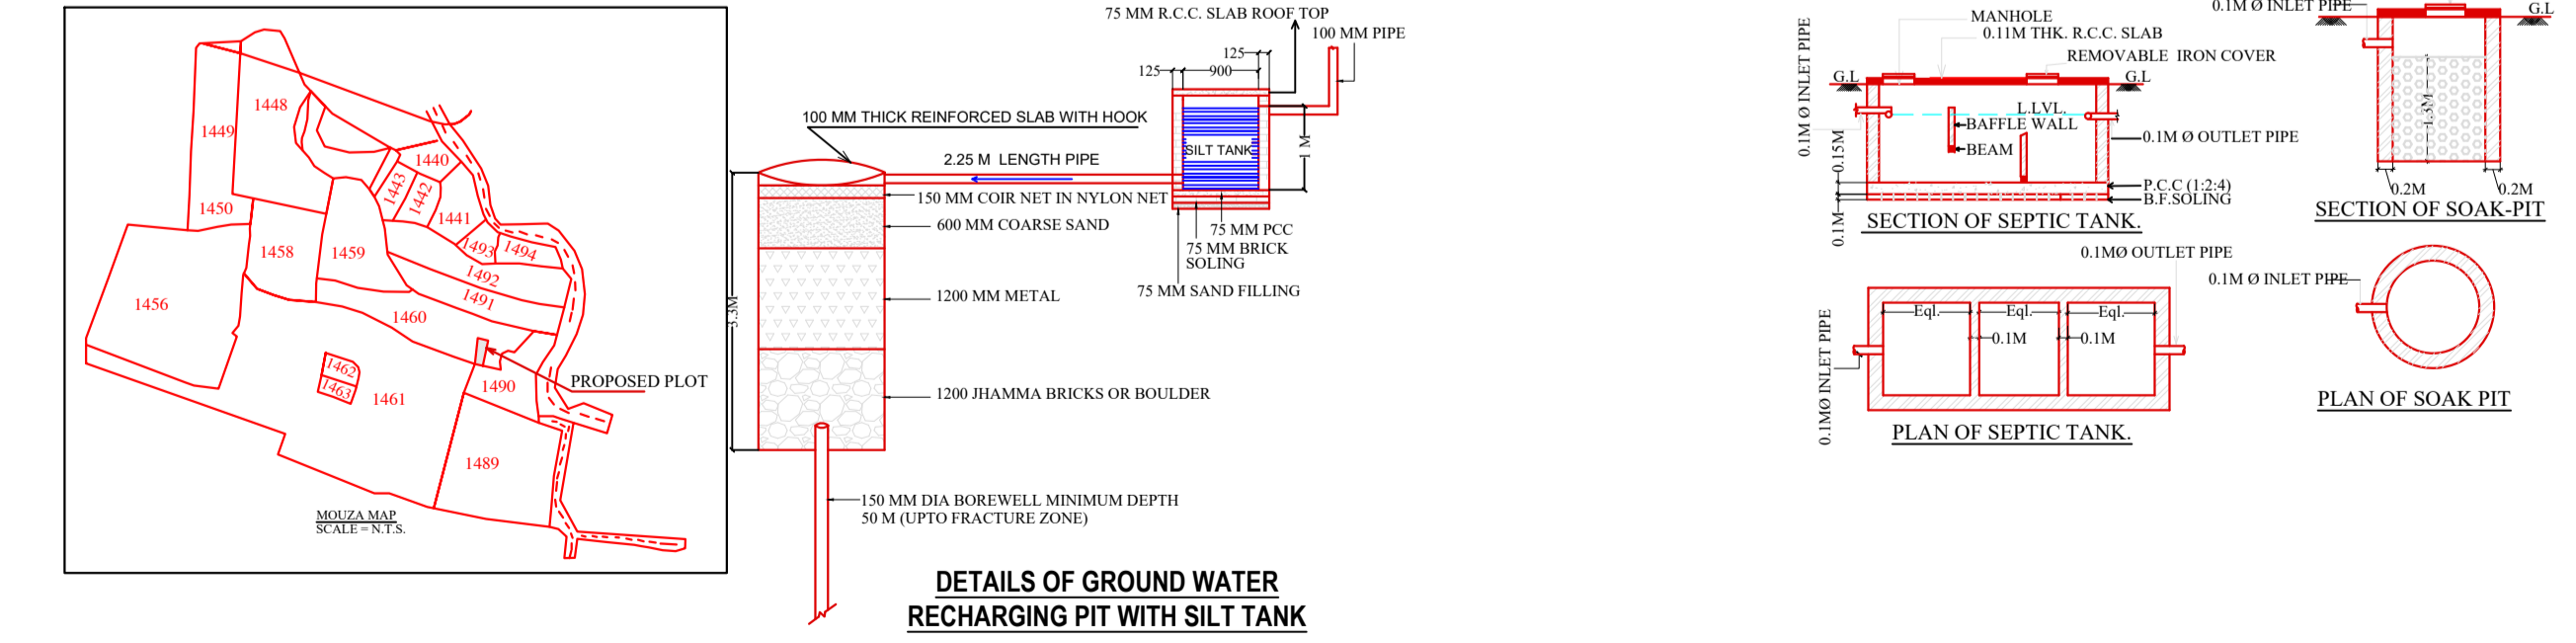 1448
1449
1440
1443
1442
1441
1450
1458
1459
1493
1494
1492
1491
1456
1460
1462
1463
1461
1490
PROPOSED PLOT
1489
MOUZA MAP
SCALE = N.T.S.
75 MM R.C.C. SLAB ROOF TOP
100 MM PIPE
125
125
900
100 MM THICK REINFORCED SLAB WITH HOOK
SILT TANK
1 M
2.25 M LENGTH PIPE
150 MM COIR NET IN NYLON NET
600 MM COARSE SAND
75 MM PCC
75 MM BRICK
SOLING
75 MM SAND FILLING
1200 MM METAL
3.3M
1200 JHAMMA BRICKS OR BOULDER
150 MM DIA BOREWELL MINIMUM DEPTH
50 M (UPTO FRACTURE ZONE)
DETAILS OF GROUND WATER
RECHARGING PIT WITH SILT TANK
MANHOLE
0.11M THK. R.C.C. SLAB
REMOVABLE IRON COVER
G.L
G.L
0.1M Ø INLET PIPE
L.LVL.
BAFFLE WALL
BEAM
0.1M Ø OUTLET PIPE
0.15M
P.C.C (1:2:4)
B.F.SOLING
0.1M
SECTION OF SEPTIC TANK.
0.1MØ OUTLET PIPE
0.1MØ INLET PIPE
Eql.
Eql.
Eql.
0.1M
0.1M
PLAN OF SEPTIC TANK.
0.1M Ø INLET PIPE
G.L
1.3M
0.2M
0.2M
SECTION OF SOAK-PIT
0.1M Ø INLET PIPE
PLAN OF SOAK PIT